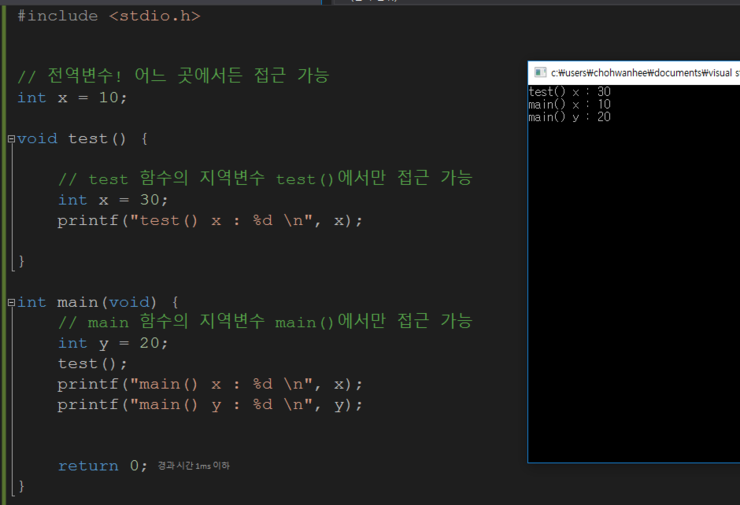 #include <stdio.h>
// 전역변수! 어느 곳에서든 접근 가능
int x = 10;
void test() {
// test 함수의 지역변수 test()에서만 접근 가능
int x = 30;
printf("test() x : %d \n", x);
}
int main(void) {
// main 함수의 지역변수 main()에서만 접근 가능
int y = 20;
test();
printf("main() x : %d \n", x);
printf("main() y : %d \n", y);
return 0; 경과 시간 1ms 이하
}
c:₩users₩chohwanhee₩documents₩visual
test() x : 30
main() x : 10
main() y : 20